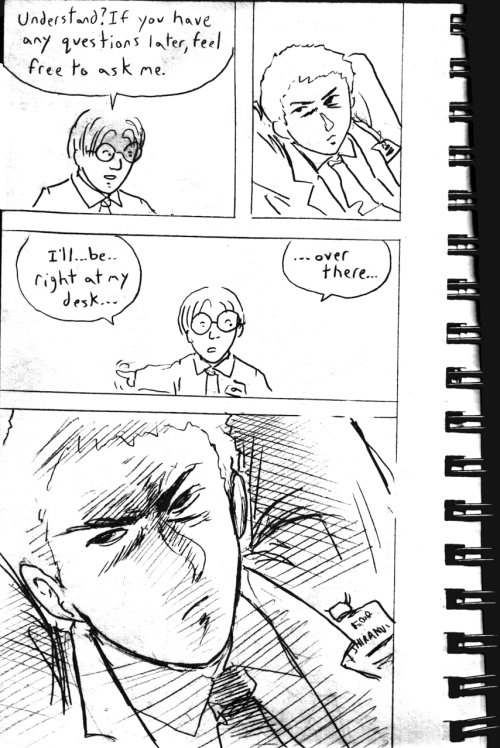 Understand? If you have
any questions later, feel
free to ask me.
I'll...be..
right at my
desk...
...over
there...